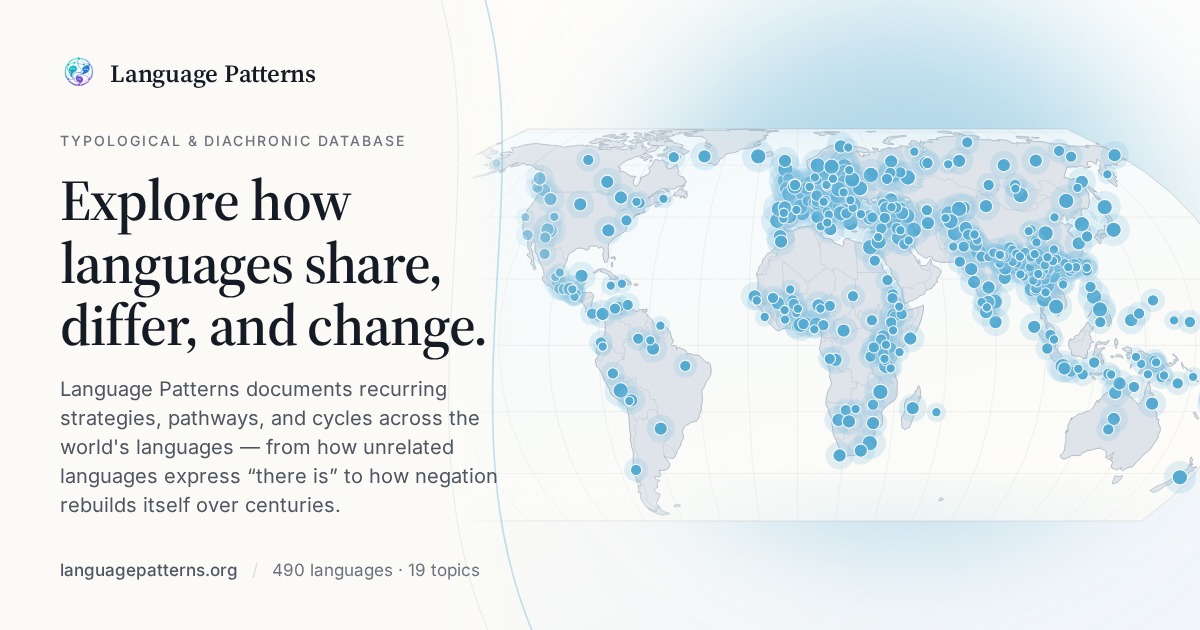 Language Patterns
TYPOLOGICAL & DIACHRONIC DATABASE
Explore how
languages share,
differ, and change.
Language Patterns documents recurring
strategies, pathways, and cycles across the
world's languages — from how unrelated
languages express “there is” to how negation
rebuilds itself over centuries.
languagepatterns.org / 490 languages · 19 topics